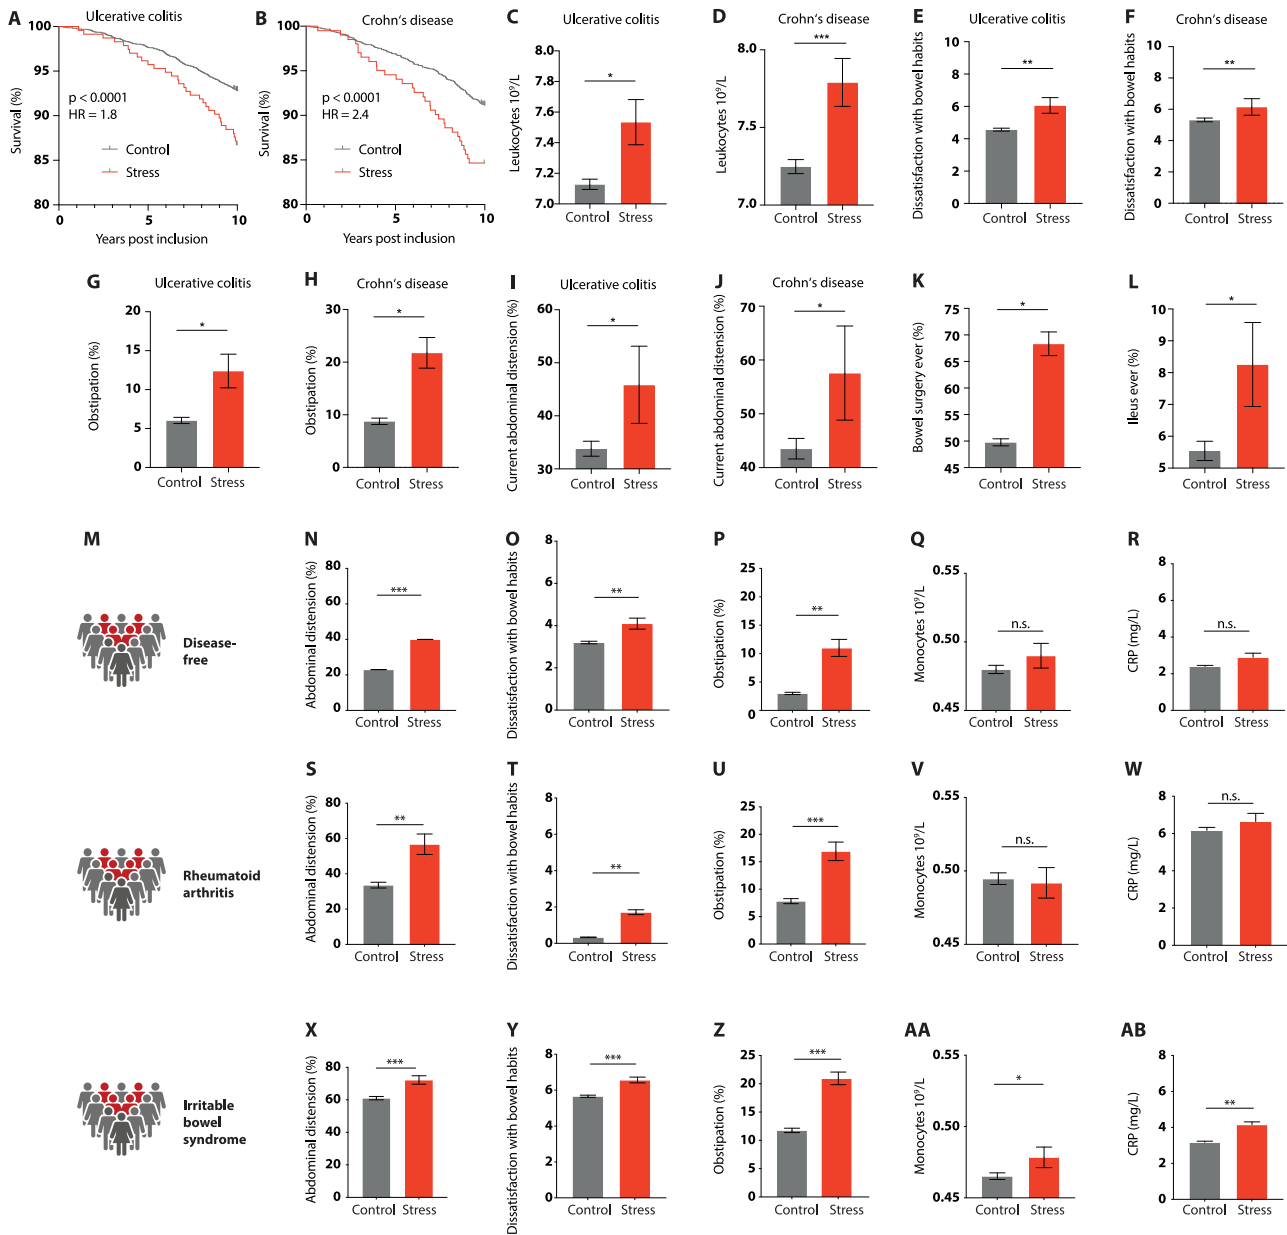 A
Ulcerative colitis
Survival (%)
100
95
90
85
80
p < 0.0001
HR = 1.8
Control
Stress
0
5
10
Years post inclusion
B
Crohn's disease
Survival (%)
100
95
90
85
80
p < 0.0001
HR = 2.4
Control
Stress
0
5
10
Years post inclusion
C
Ulcerative colitis
Leukocytes 10⁹/L
8.0
7.8
7.6
7.4
7.2
7.0
*
Control Stress
D
Crohn's disease
Leukocytes 10⁹/L
8.0
7.5
7.2
7.0
***
Control Stress
E
Ulcerative colitis
Dissatisfaction with bowel habits
10
8
6
4
2
0
**
Control Stress
F
Crohn's disease
Dissatisfaction with bowel habits
10
8
6
4
2
0
**
Control Stress
G
Ulcerative colitis
Obstipation (%)
20
15
10
5
0
*
Control Stress
H
Crohn's disease
Obstipation (%)
30
20
10
0
*
Control Stress
I
Ulcerative colitis
Current abdominal distension (%)
60
50
40
30
*
Control Stress
J
Crohn's disease
Current abdominal distension (%)
70
60
50
40
*
Control Stress
K
Bowel surgery ever (%)
75
70
65
60
55
50
45
*
Control Stress
L
Ileus ever (%)
10
9
8
7
6
5
*
Control Stress
M
Disease-
free
N
Abdominal distension (%)
80
60
40
20
0
***
Control Stress
O
Dissatisfaction with bowel habits
8
6
4
2
0
**
Control Stress
P
Obstipation (%)
25
20
15
10
5
0
**
Control Stress
Q
Monocytes 10⁹/L
0.55
0.50
0.45
n.s.
Control Stress
R
CRP (mg/L)
8
6
4
2
0
n.s.
Control Stress
Rheumatoid
arthritis
S
Abdominal distension (%)
80
60
40
20
0
**
Control Stress
T
Dissatisfaction with bowel habits
8
6
4
2
0
**
Control Stress
U
Obstipation (%)
25
20
15
10
5
0
***
Control Stress
V
Monocytes 10⁹/L
0.55
0.50
0.45
n.s.
Control Stress
W
CRP (mg/L)
8
6
4
2
0
n.s.
Control Stress
Irritable
bowel
syndrome
X
Abdominal distension (%)
80
60
40
20
0
***
Control Stress
Y
Dissatisfaction with bowel habits
8
6
4
2
0
***
Control Stress
Z
Obstipation (%)
25
20
15
10
5
0
***
Control Stress
AA
Monocytes 10⁹/L
0.55
0.50
0.45
*
Control Stress
AB
CRP (mg/L)
8
6
4
2
0
**
Control Stress